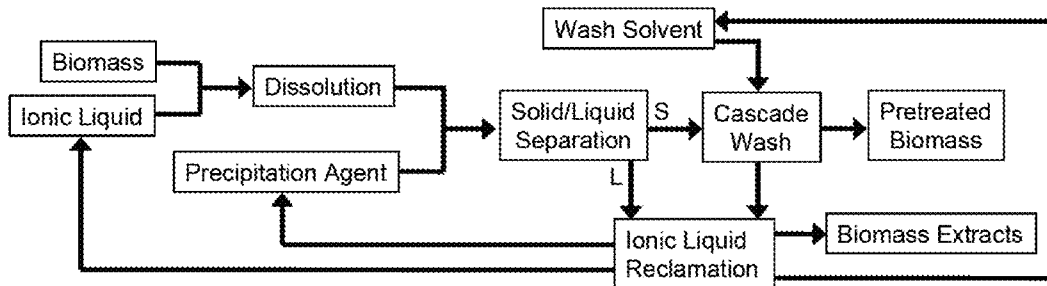 Wash Solvent
Biomass
Ionic Liquid
Dissolution
Precipitation Agent
Solid/Liquid
Separation
S
L
Cascade
Wash
Pretreated
Biomass
Ionic Liquid
Reclamation
Biomass Extracts